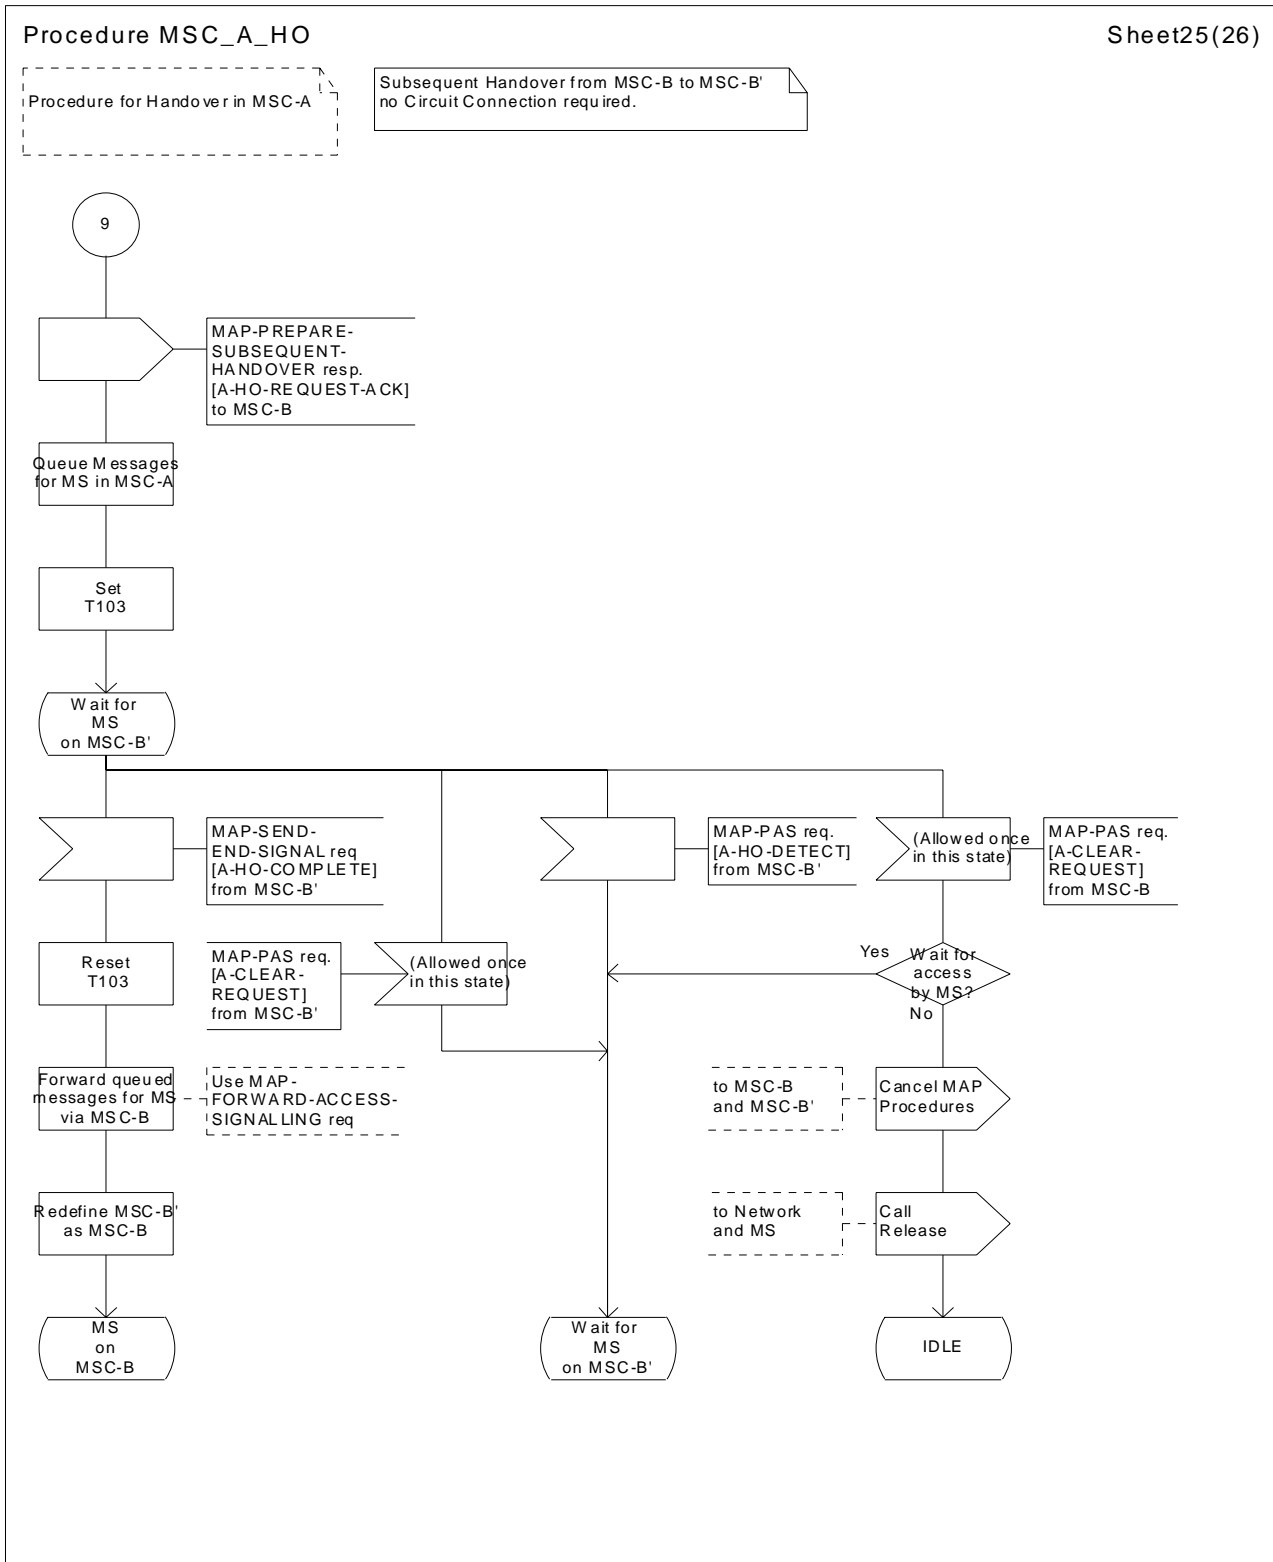 Procedure MSC_A_HO
Sheet25(26)
Procedure for Handover in MSC-A
Subsequent Handover from MSC-B to MSC-B'
no Circuit Connection required.
9
MAP-PREPARE-
SUBSEQUENT-
HANDOVER resp.
[A-HO-REQUEST-ACK]
to MSC-B
Queue Messages
for MS in MSC-A
Set
T103
Wait for
MS
on MSC-B'
MAP-SEND-
END-SIGNAL req
[A-HO-COMPLETE]
from MSC-B'
MAP-PAS req.
[A-HO-DETECT]
from MSC-B'
(Allowed once
in this state)
MAP-PAS req.
[A-CLEAR-
REQUEST]
from MSC-B
Reset
T103
MAP-PAS req.
[A-CLEAR-
REQUEST]
from MSC-B'
(Allowed once
in this state)
Yes
Wait for
access
by MS?
No
Forward queued
messages for MS
via MSC-B
Use MAP-
FORWARD-ACCESS-
SIGNALLING req
to MSC-B
and MSC-B'
Cancel MAP
Procedures
Redefine MSC-B'
as MSC-B
to Network
and MS
Call
Release
MS
on
MSC-B
Wait for
MS
on MSC-B'
IDLE